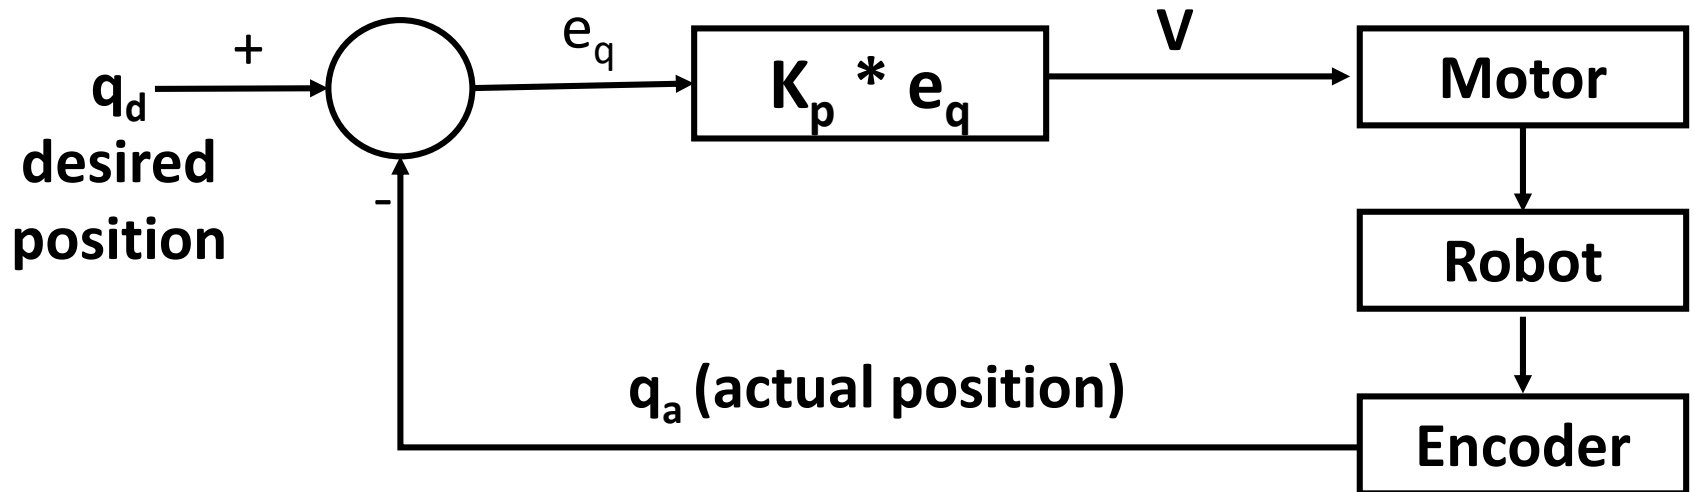 +
e_q
V
q_d
desired
position
K_p * e_q
Motor
-
Robot
q_a (actual position)
Encoder